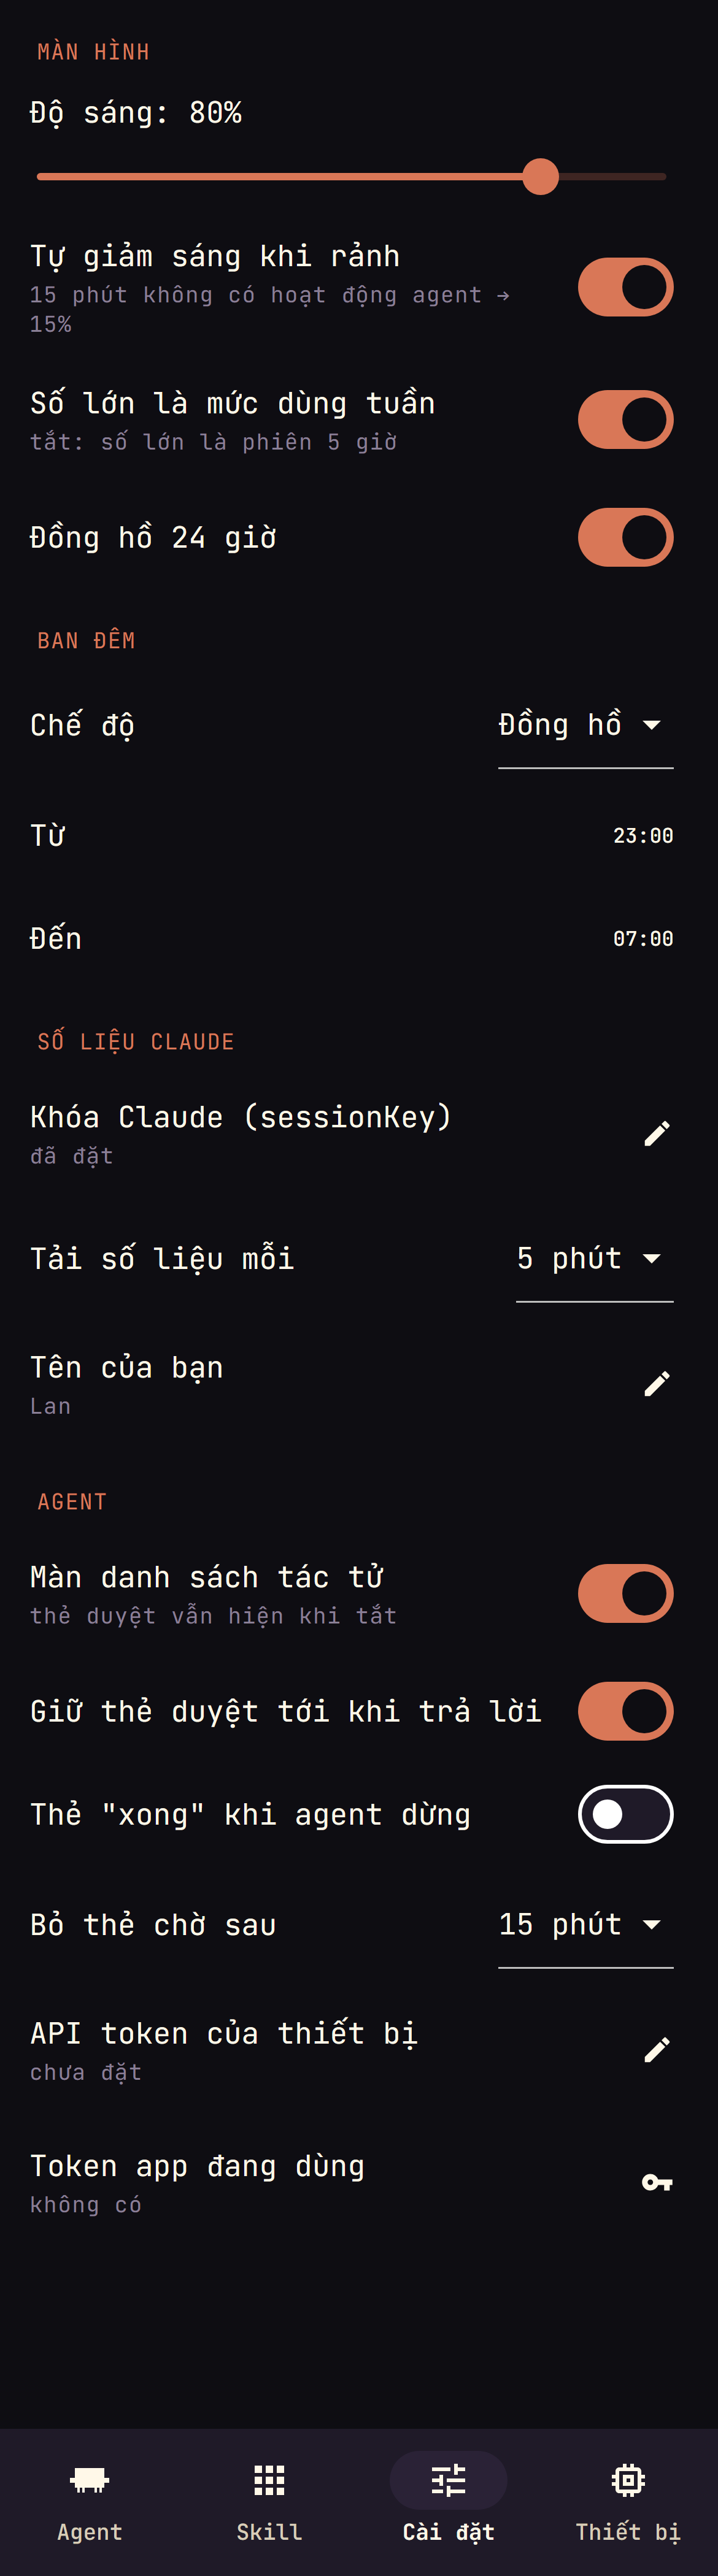 MÀN HÌNH
Độ sáng: 80%
Tự giảm sáng khi rảnh
15 phút không có hoạt động agent →
15%
Số lớn là mức dùng tuần
tắt: số lớn là phiên 5 giờ
Đồng hồ 24 giờ
BAN ĐÊM
Chế độ
Đồng hồ
Từ
23:00
Đến
07:00
SỐ LIỆU CLAUDE
Khóa Claude (sessionKey)
đã đặt
Tải số liệu mỗi
5 phút
Tên của bạn
Lan
AGENT
Màn danh sách tác tử
thẻ duyệt vẫn hiện khi tắt
Giữ thẻ duyệt tới khi trả lời
Thẻ "xong" khi agent dừng
Bỏ thẻ chờ sau
15 phút
API token của thiết bị
chưa đặt
Token app đang dùng
không có
Agent
Skill
Cài đặt
Thiết bị